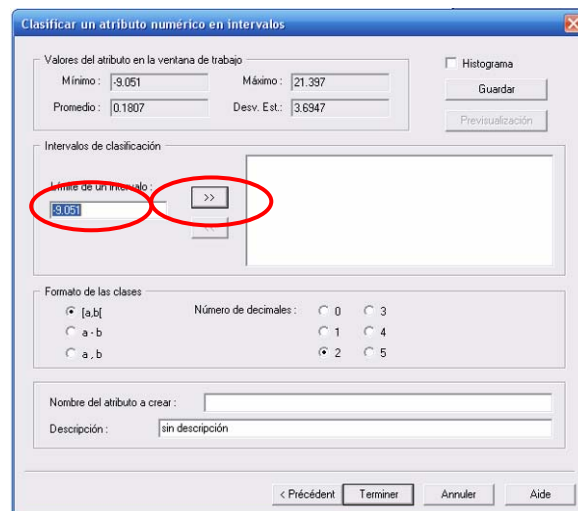 Clasificar un atributo numérico en intervalos
Valores del atributo en la ventana de trabajo
Mínimo : -9.051 Máximo : 21.397
Promedio : 0.1807 Desv. Est.: 3.6947
Histograma
Guardar
Previsualización
Intervalos de clasificación
Límite de un intervalo :
-9.051
>>
<<
Formato de las clases
[a,b[ Número de decimales : 0 3
a - b 1 4
a , b 2 5
Nombre del atributo a crear :
Descripción : sin descripción
< Précédent Terminer Annuler Aide